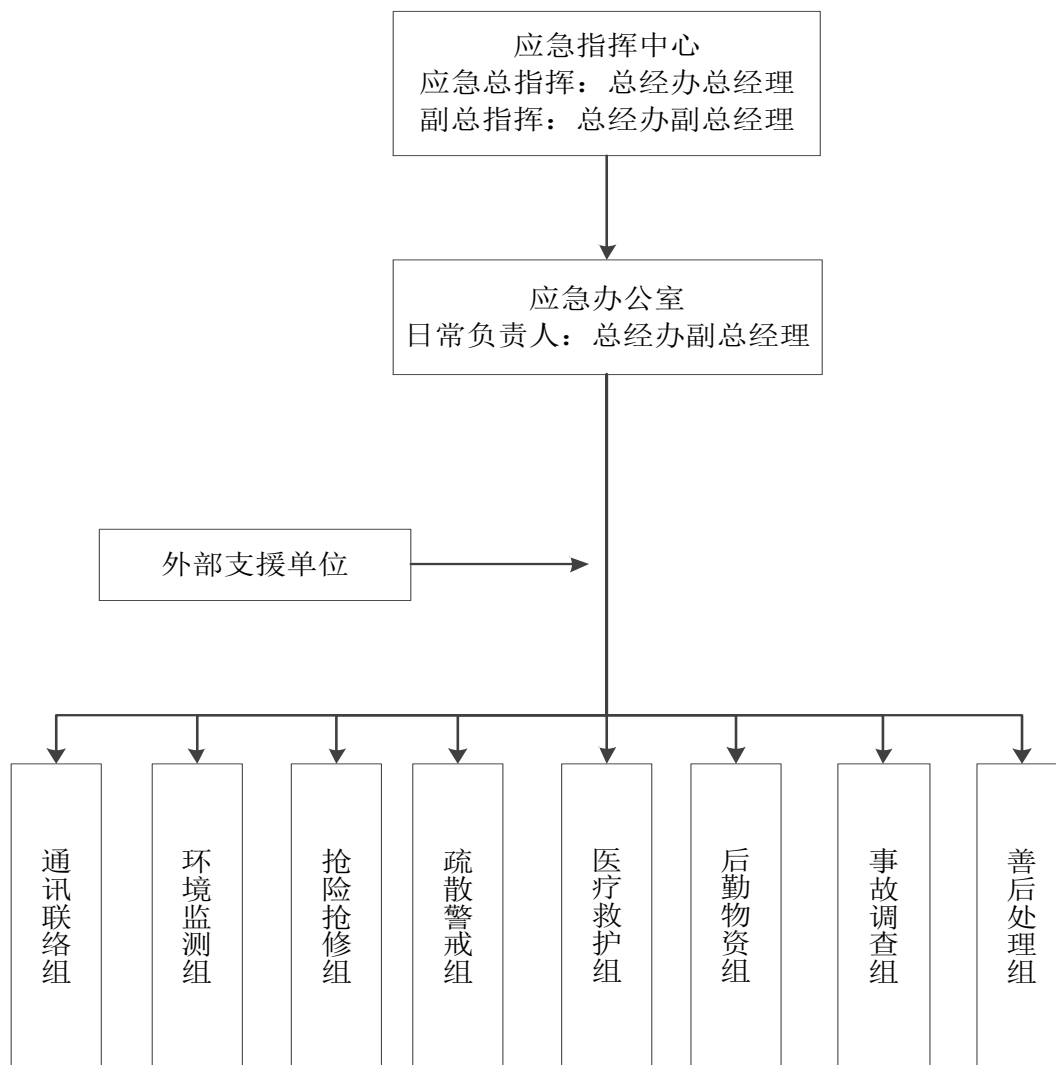 应急指挥中心
应急总指挥：总经办总经理
副总指挥：总经办副总经理
应急办公室
日常负责人：总经办副总经理
外部支援单位
通讯联络组
环境监测组
抢险抢修组
疏散警戒组
医疗救护组
后勤物资组
事故调查组
善后处理组